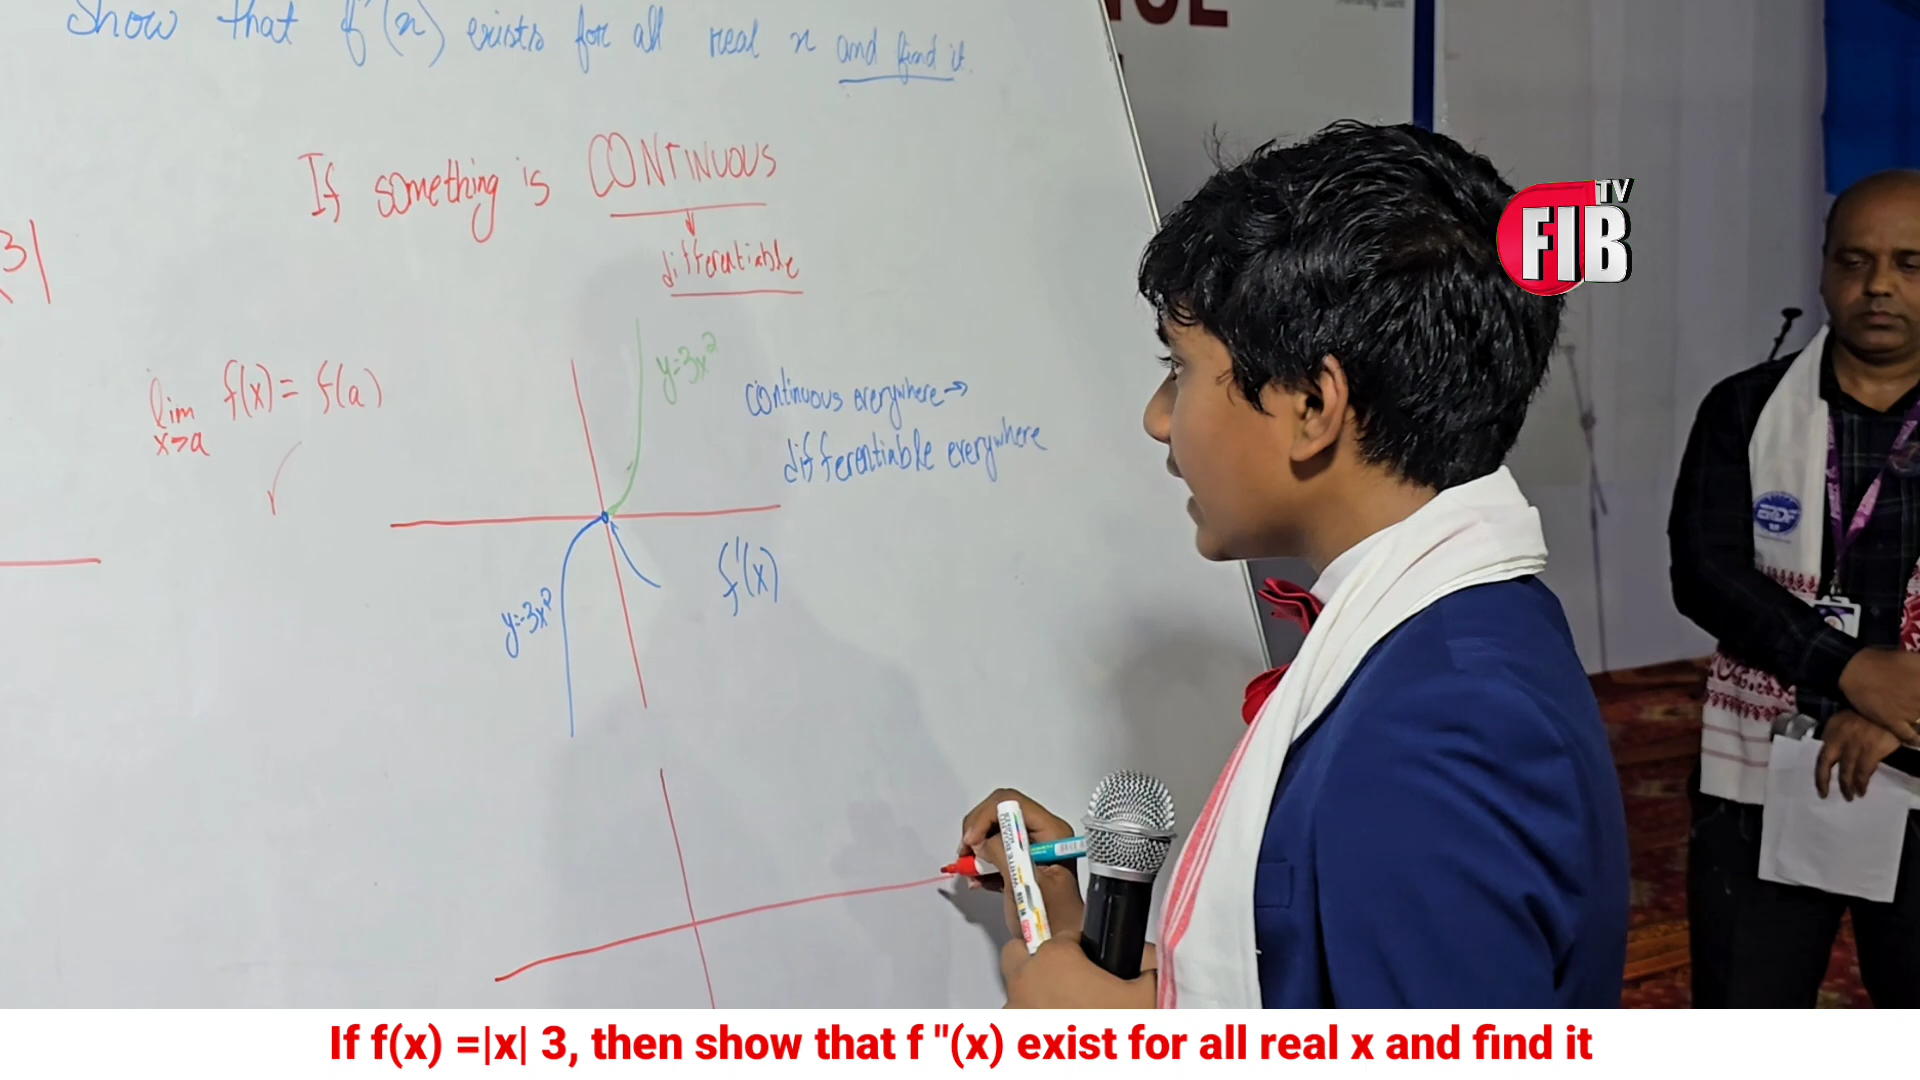 Show that f"(x) exists for all real x and find it.
If something is CONTINUOUS
differentiable
3|
lim f(x) = f(a)
x→a
y=3x²
continuous everywhere →
differentiable everywhere
f'(x)
y=-3x²
FIB TV
ERDF
If f(x) =|x| 3, then show that f "(x) exist for all real x and find it